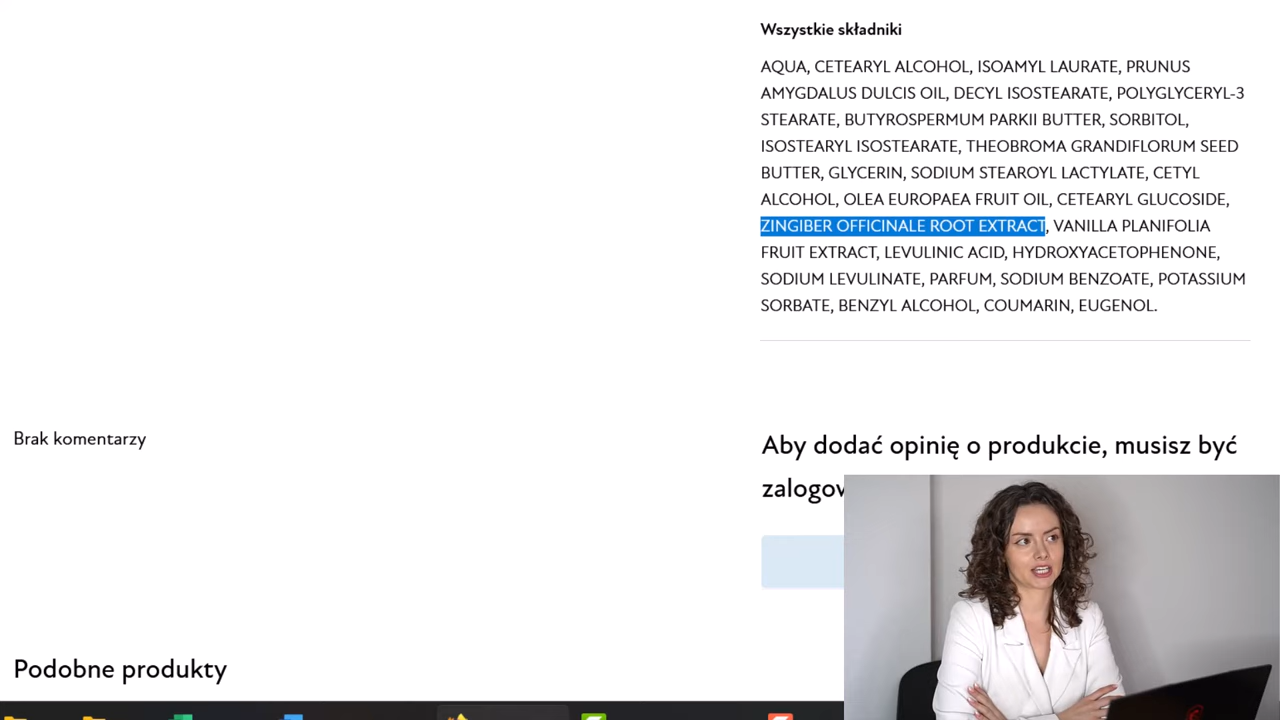 Wszystkie składniki
AQUA, CETEARYL ALCOHOL, ISOAMYL LAURATE, PRUNUS
AMYGDALUS DULCIS OIL, DECYL ISOSTEARATE, POLYGLYCERYL-3
STEARATE, BUTYROSPERMUM PARKII BUTTER, SORBITOL,
ISOSTEARYL ISOSTEARATE, THEOBROMA GRANDIFLORUM SEED
BUTTER, GLYCERIN, SODIUM STEAROYL LACTYLATE, CETYL
ALCOHOL, OLEA EUROPAEA FRUIT OIL, CETEARYL GLUCOSIDE,
ZINGIBER OFFICINALE ROOT EXTRACT, VANILLA PLANIFOLIA
FRUIT EXTRACT, LEVULINIC ACID, HYDROXYACETOPHENONE,
SODIUM LEVULINATE, PARFUM, SODIUM BENZOATE, POTASSIUM
SORBATE, BENZYL ALCOHOL, COUMARIN, EUGENOL.
Brak komentarzy
Aby dodać opinię o produkcie, musisz być
Podobne produkty